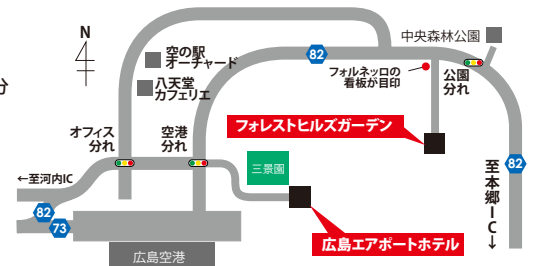 N
中央森林公園
空の駅
オーチャード
82
八天堂
カフェリエ
フォルネッロの
看板が目印
公園
分れ
分
オフィス
分れ
空港
分れ
フォレストヒルズガーデン
三景園
←至河内IC
82
至本郷IC→
82
73
広島エアポートホテル
広島空港